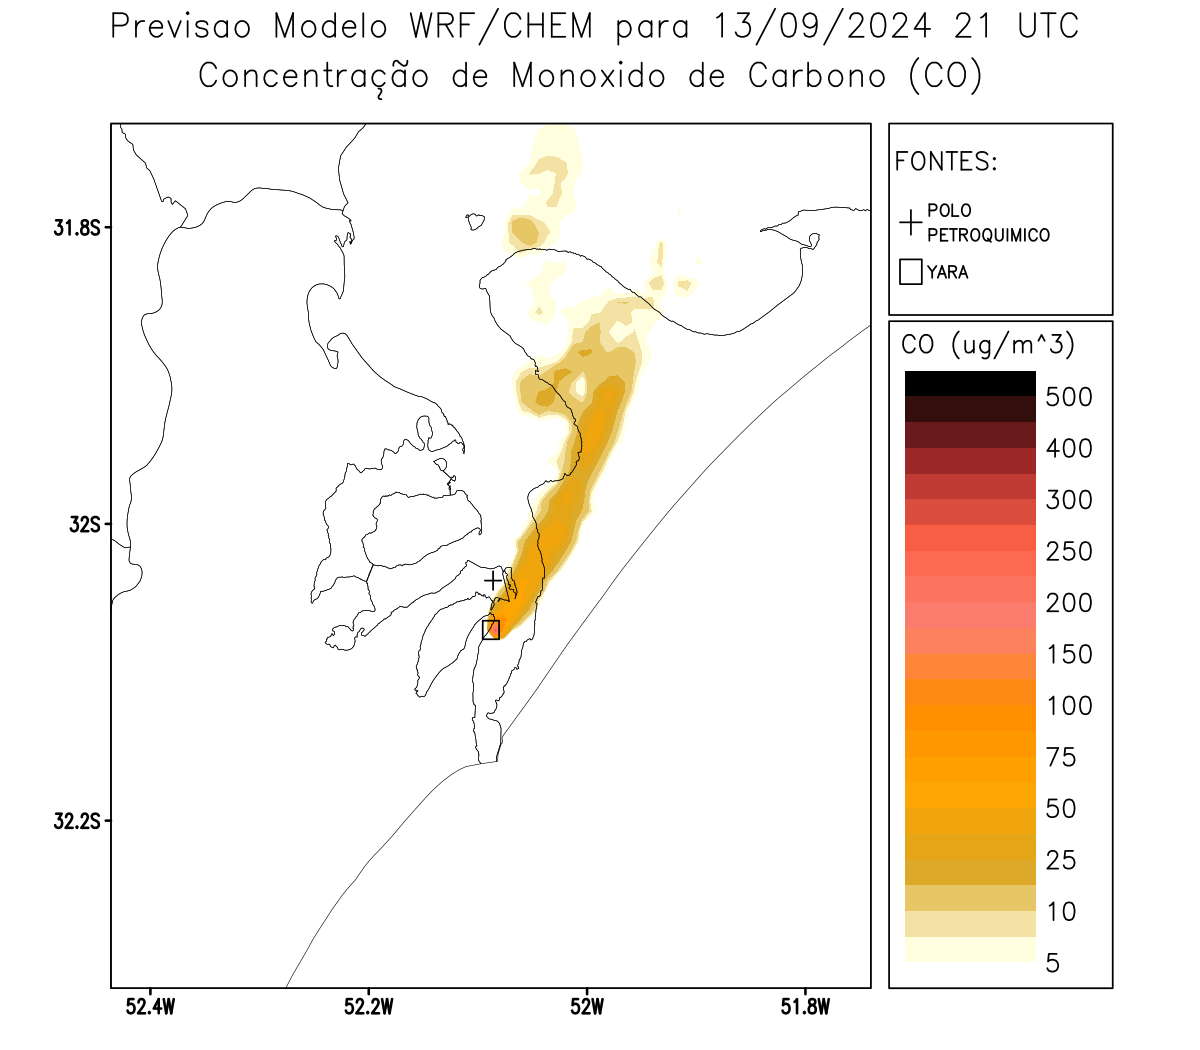 Previsao Modelo WRF/CHEM para 13/09/2024 21 UTC
Concentração de Monoxido de Carbono (CO)
FONTES:
POLO
PETROQUIMICO
YARA
CO (ug/m^3)
500
400
300
250
200
150
100
75
50
25
10
5
31.8S
32S
32.2S
52.4W
52.2W
52W
51.8W